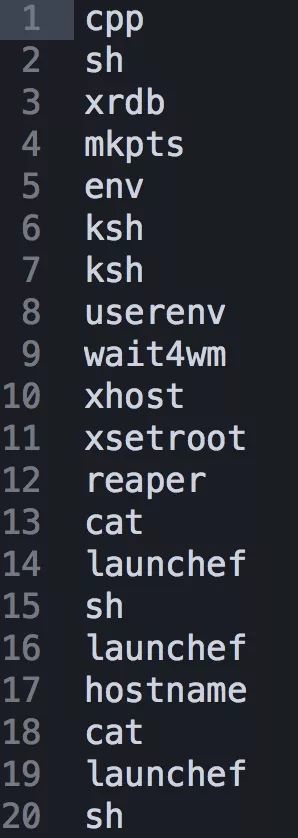 1 cpp
2 sh
3 xrdb
4 mkpts
5 env
6 ksh
7 ksh
8 userenv
9 wait4wm
10 xhost
11 xsetroot
12 reaper
13 cat
14 launchef
15 sh
16 launchef
17 hostname
18 cat
19 launchef
20 sh